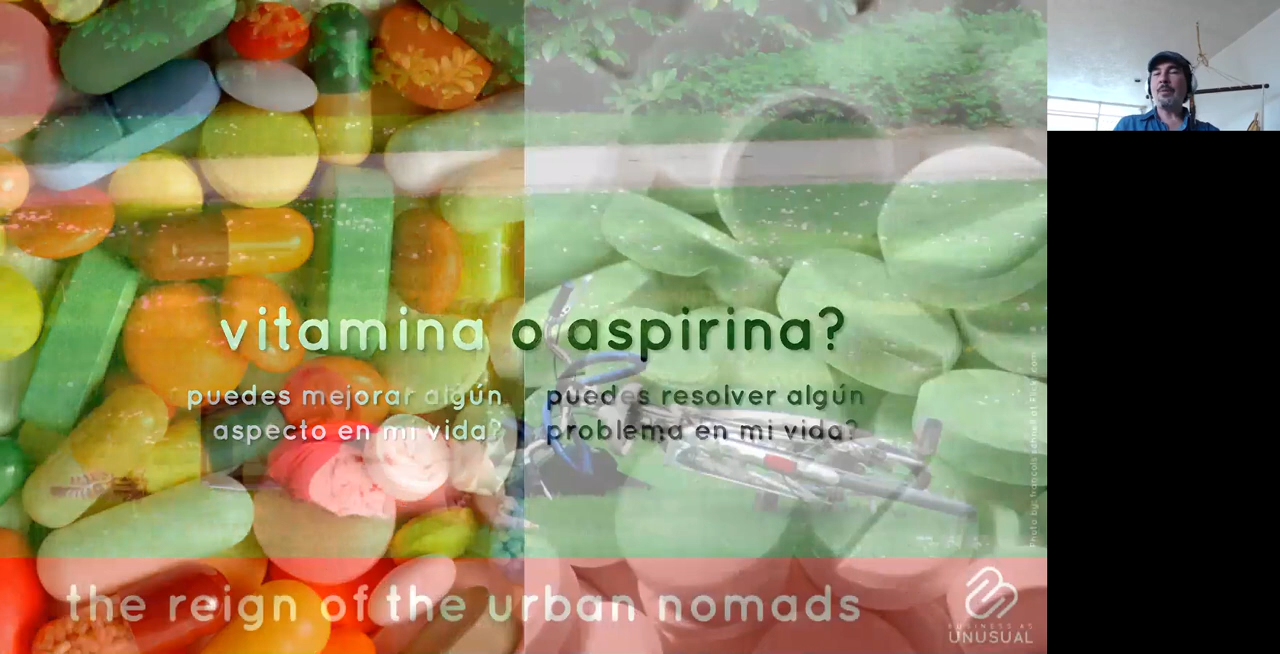 vitamina o aspirina?
puedes mejorar algún
aspecto en mi vida?
puedes resolver algún
problema en mi vida?
the reign of the urban nomads
BUSINESS AS
UNUSUAL